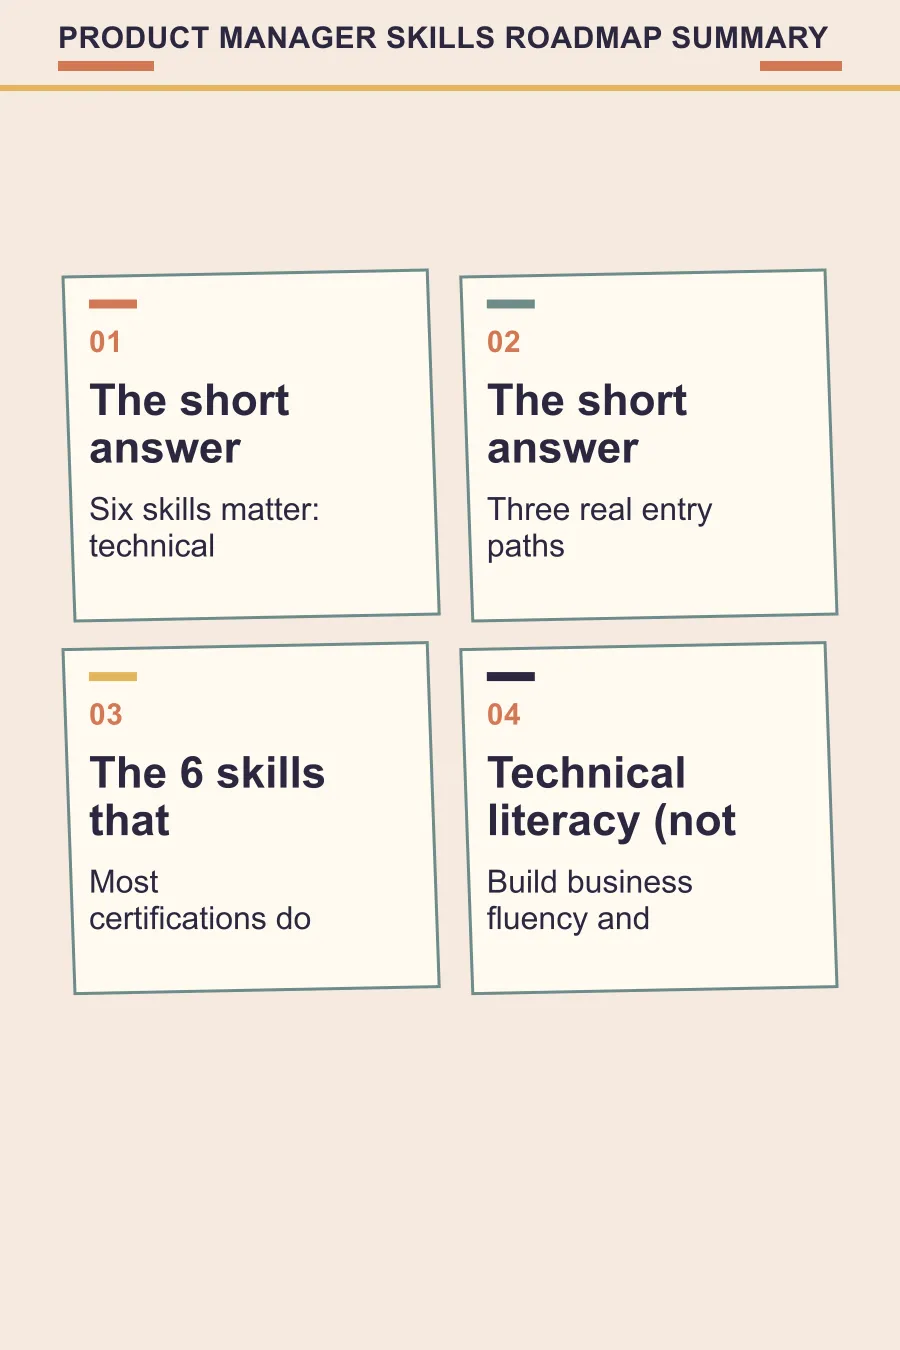 PRODUCT MANAGER SKILLS ROADMAP SUMMARY
01
The short
answer
Six skills matter:
technical
02
The short
answer
Three real entry
paths
03
The 6 skills
that
Most
certifications do
04
Technical
literacy (not
Build business
fluency and